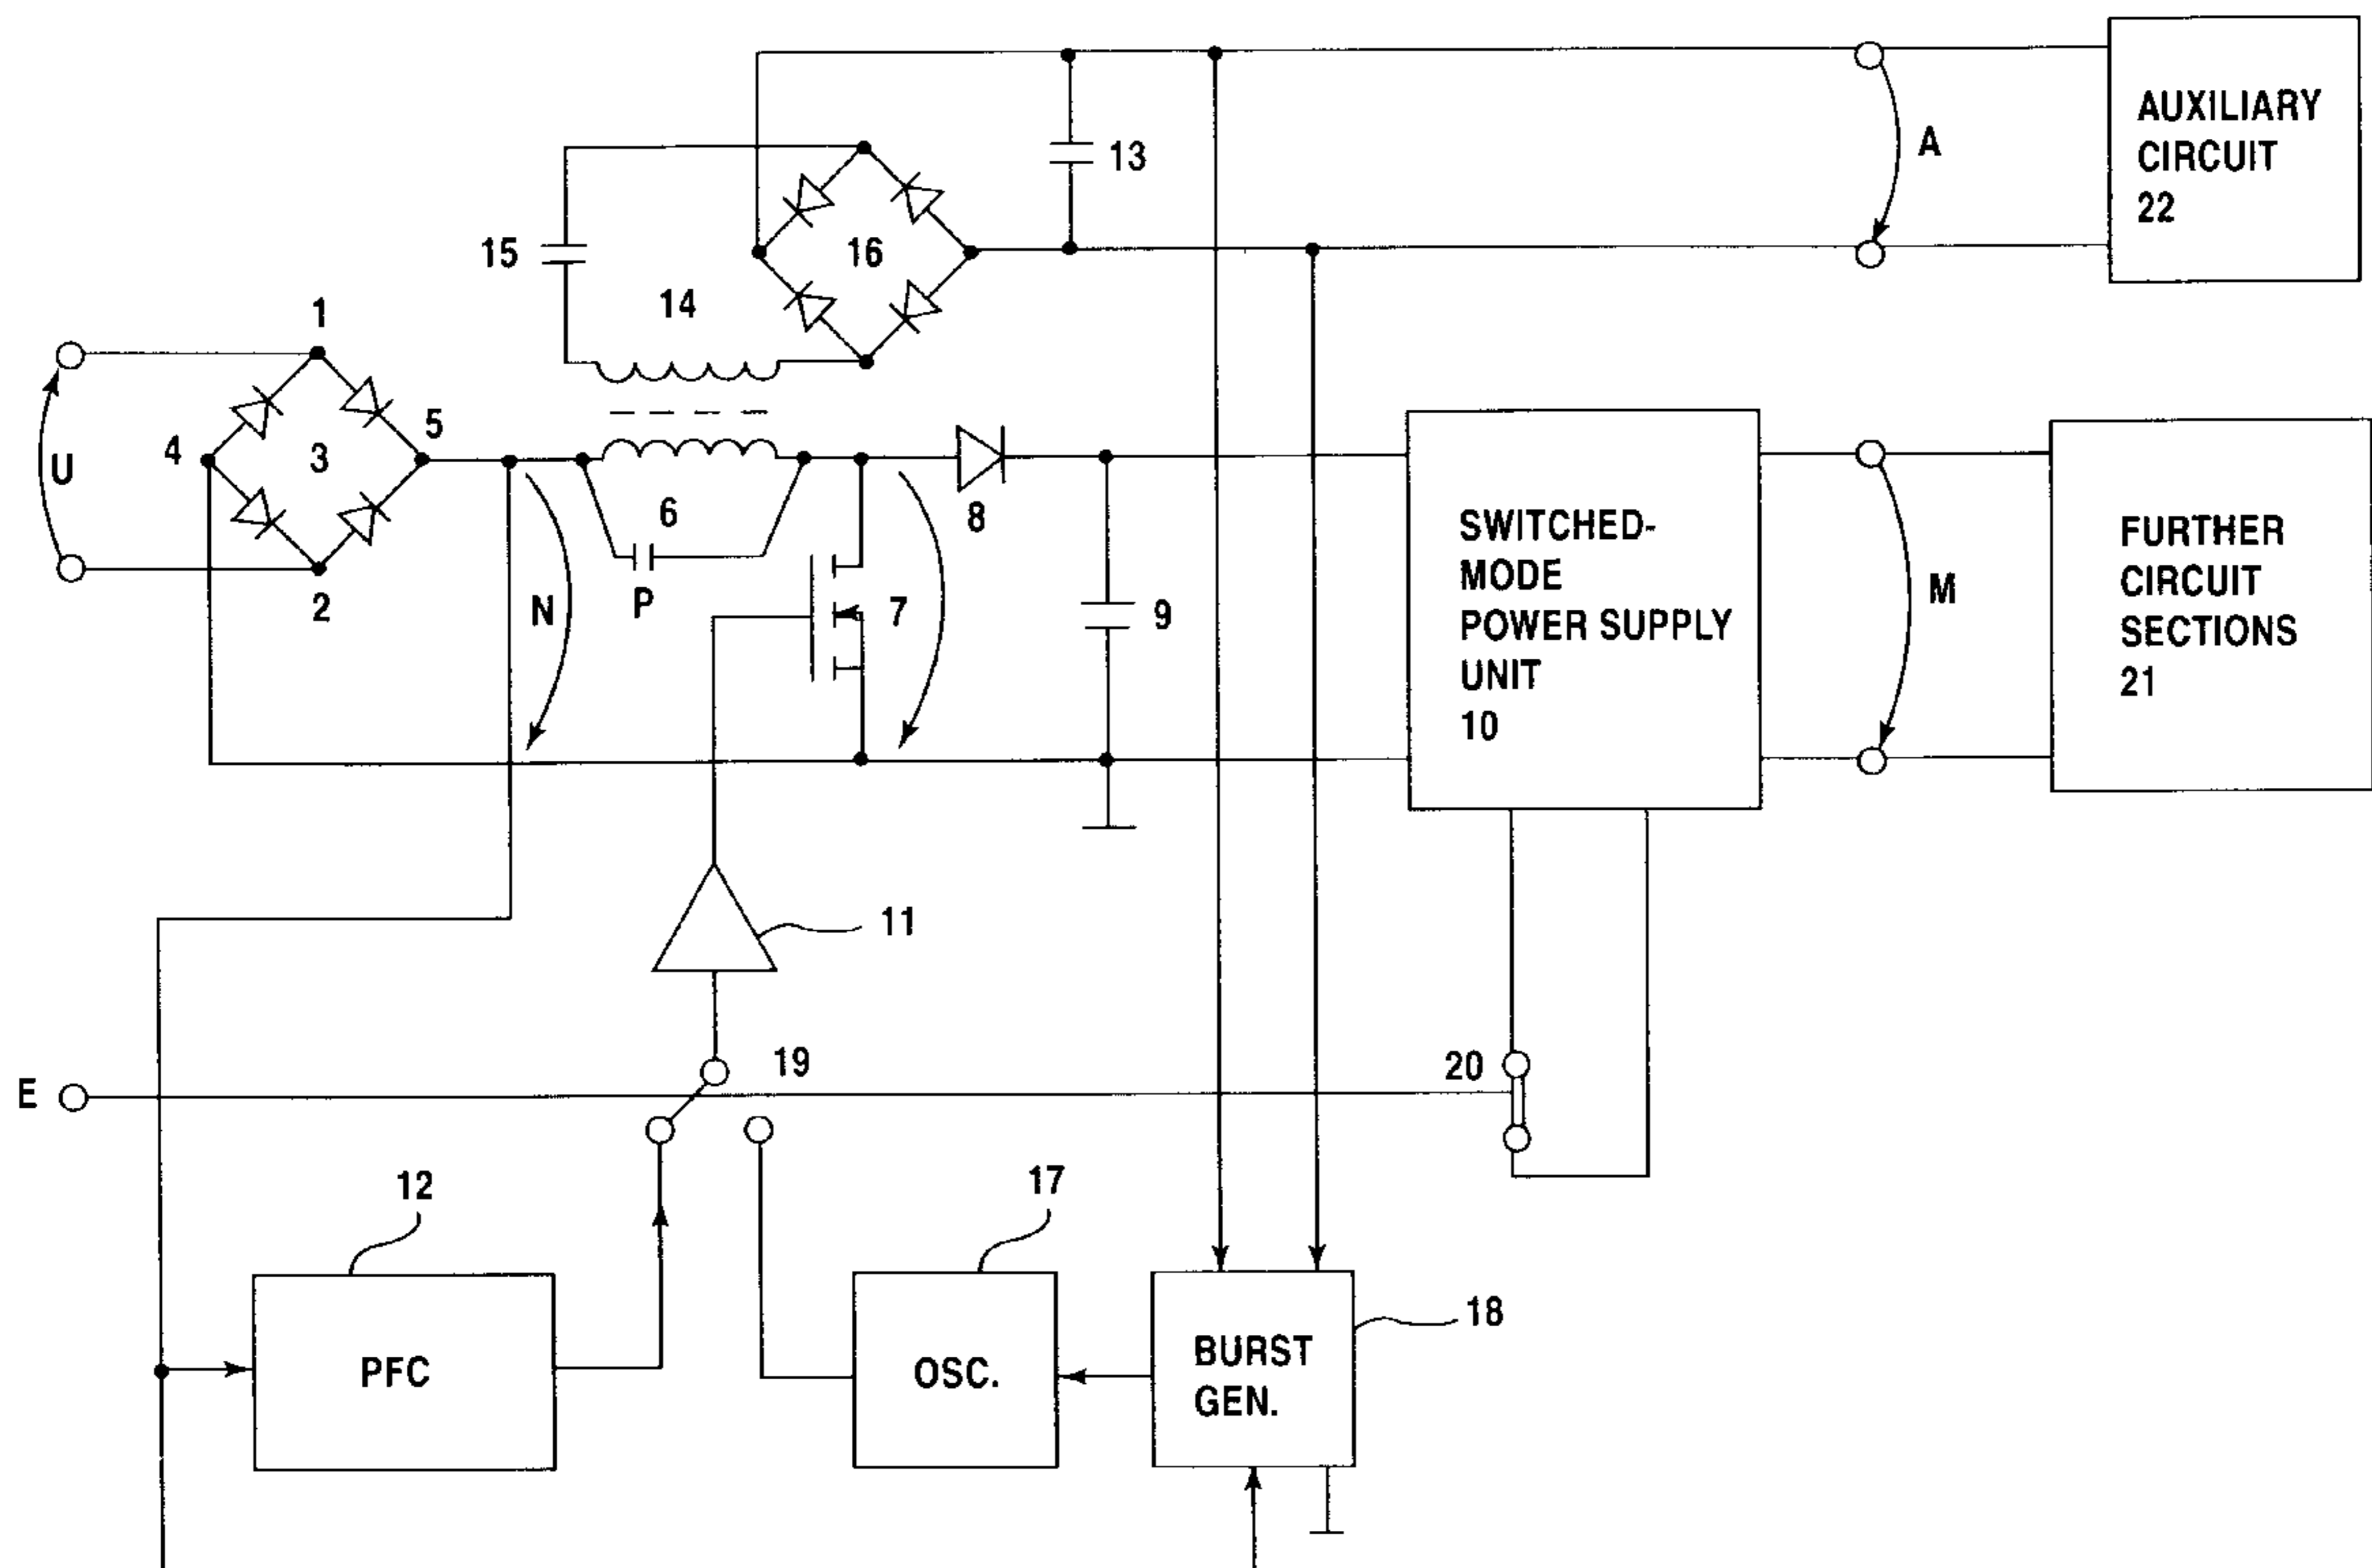 AUXILIARY
CIRCUIT
22
A
13
16
15
14
1
U
4
3
5
2
6
P
N
7
8
9
SWITCHED-
MODE
POWER SUPPLY
UNIT
10
M
FURTHER
CIRCUIT
SECTIONS
21
11
E
19
20
12
PFC
17
OSC.
18
BURST
GEN.